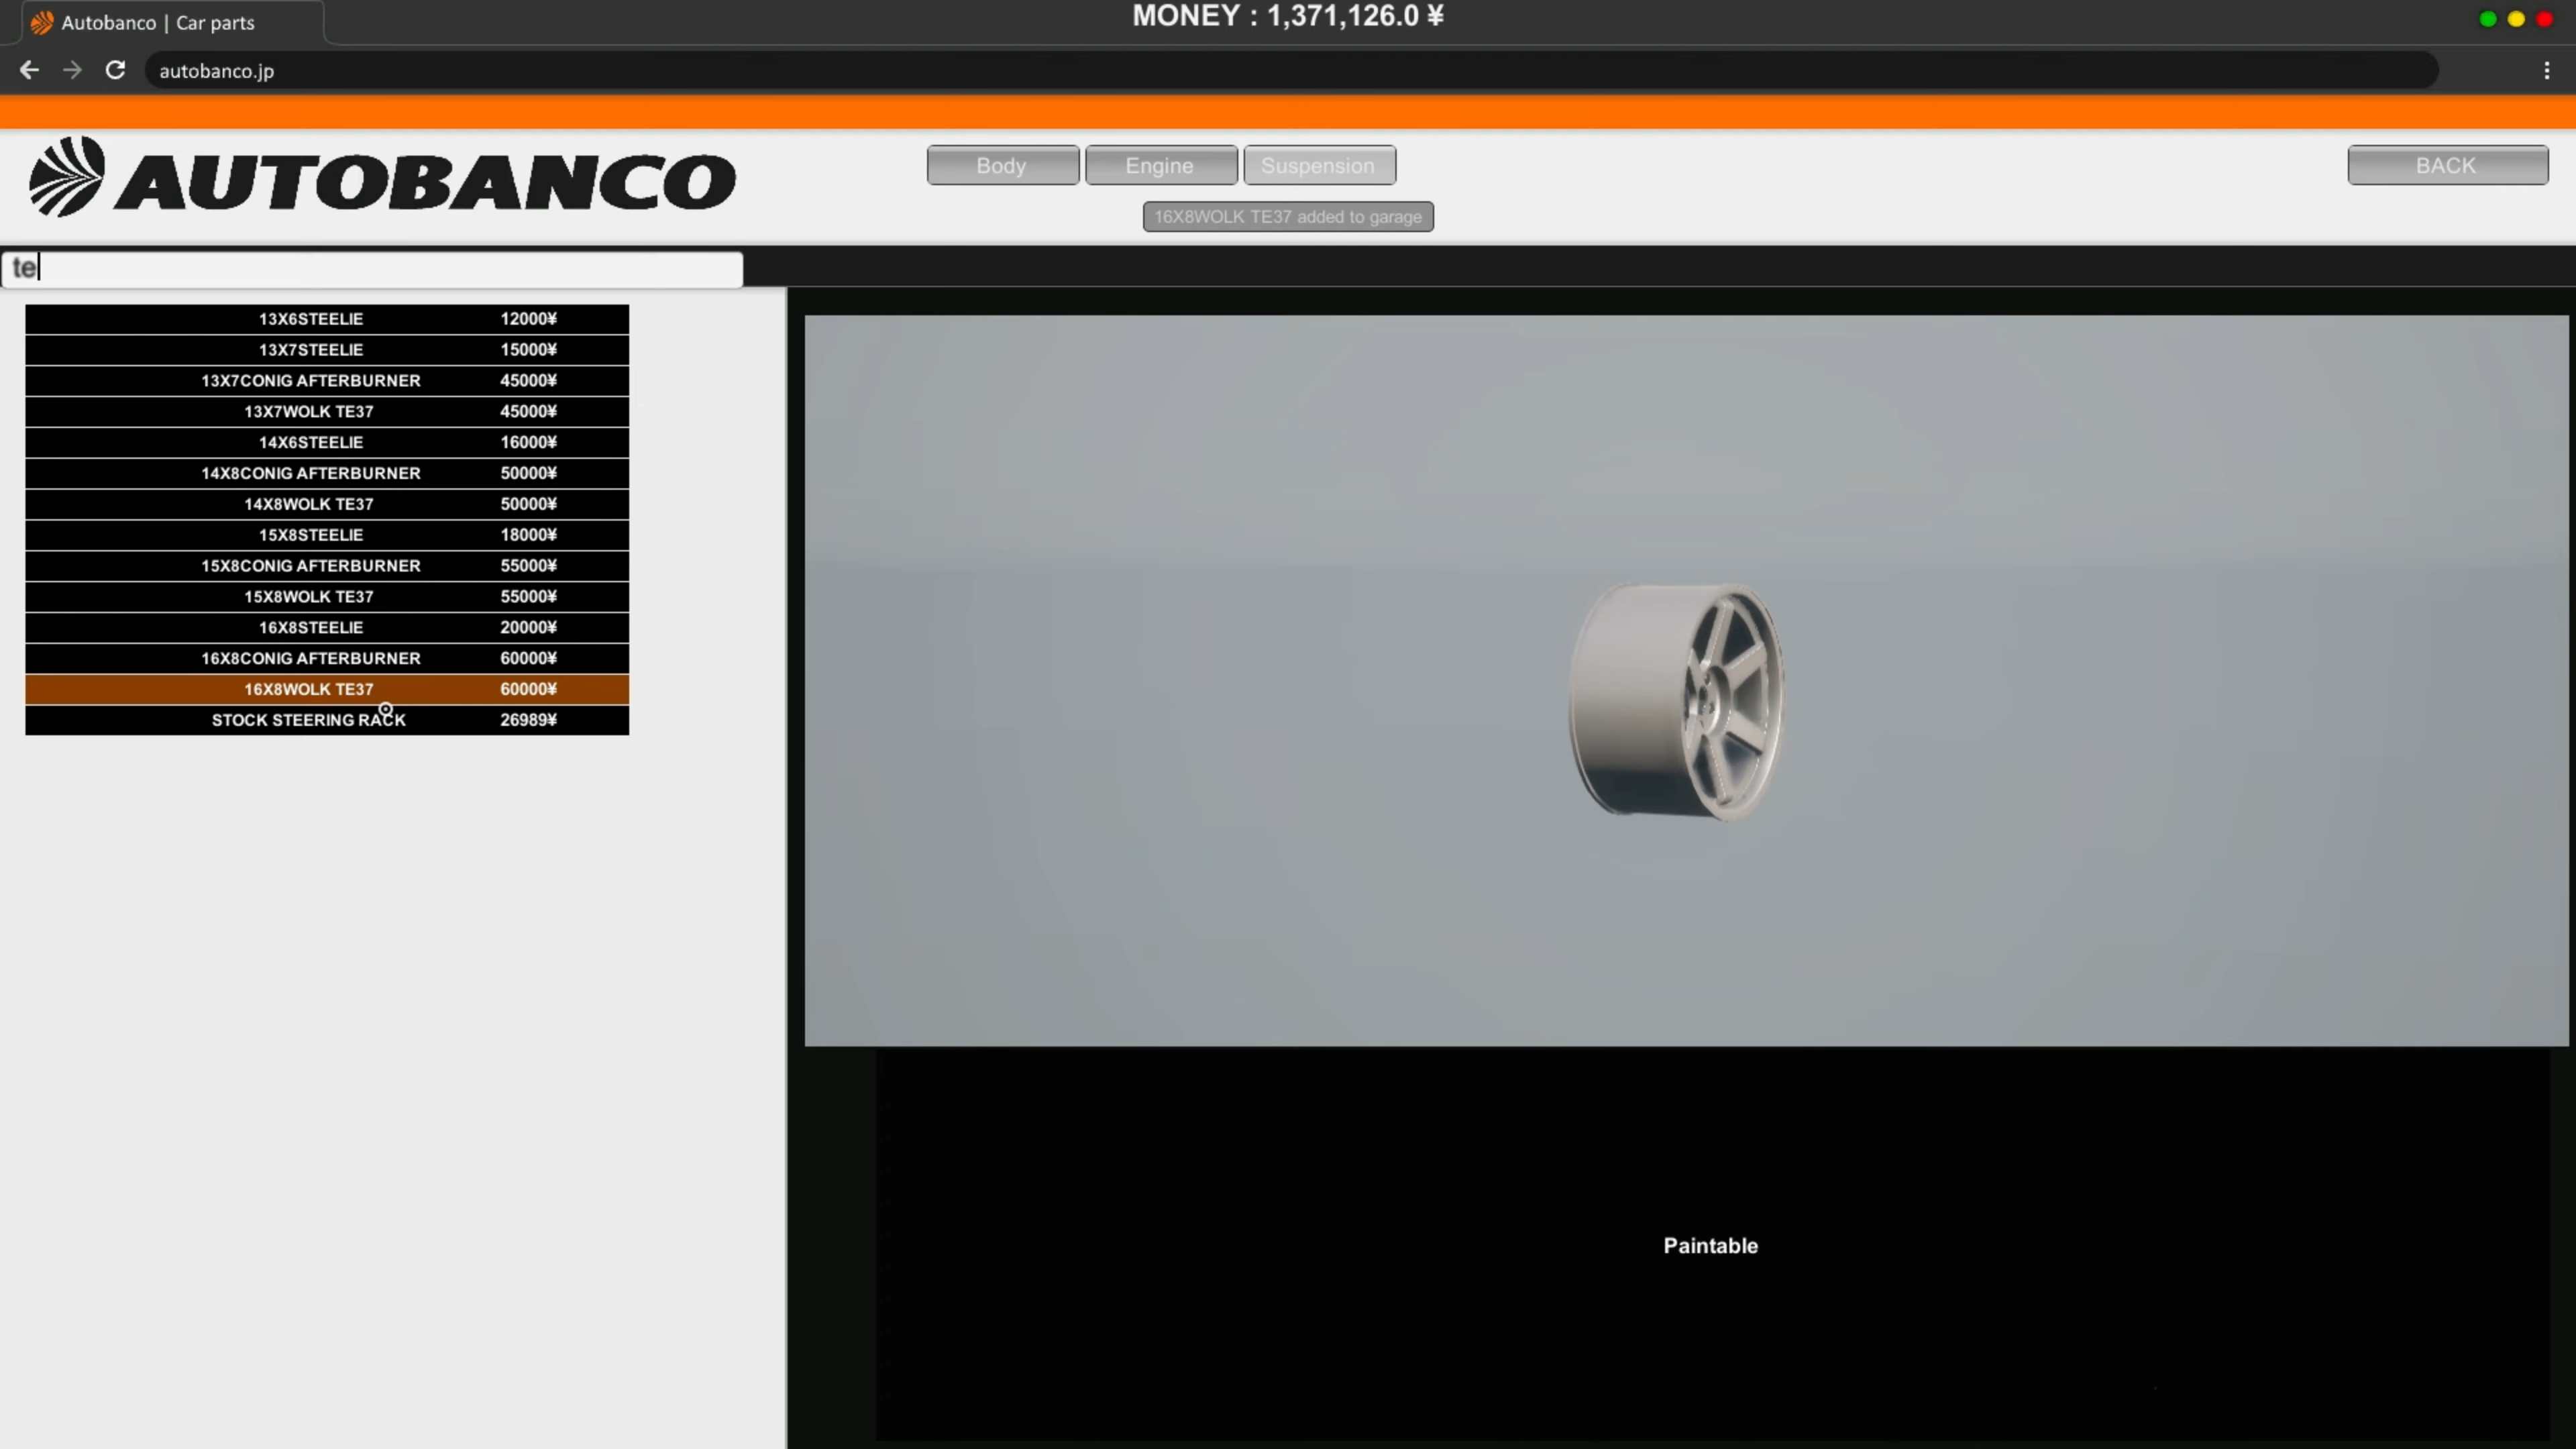 Autobanco | Car parts
MONEY : 1,371,126.0 ¥
autobanco.jp
AUTOBANCO
Body
Engine
Suspension
BACK
16X8WOLK TE37 added to garage
te
13X6STEELIE 12000¥
13X7STEELIE 15000¥
13X7CONIG AFTERBURNER 45000¥
13X7WOLK TE37 45000¥
14X6STEELIE 16000¥
14X8CONIG AFTERBURNER 50000¥
14X8WOLK TE37 50000¥
15X8STEELIE 18000¥
15X8CONIG AFTERBURNER 55000¥
15X8WOLK TE37 55000¥
16X8STEELIE 20000¥
16X8CONIG AFTERBURNER 60000¥
16X8WOLK TE37 60000¥
STOCK STEERING RACK 26989¥
Paintable